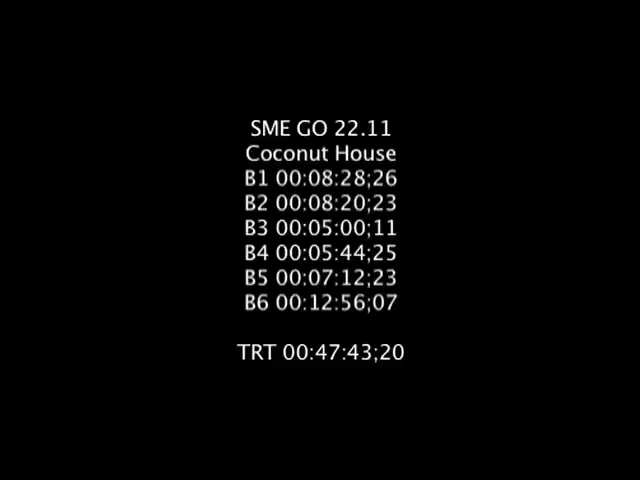 SME GO 22.11
Coconut House
B1 00:08:28;26
B2 00:08:20;23
B3 00:05:00;11
B4 00:05:44;25
B5 00:07:12;23
B6 00:12:56;07
TRT 00:47:43;20